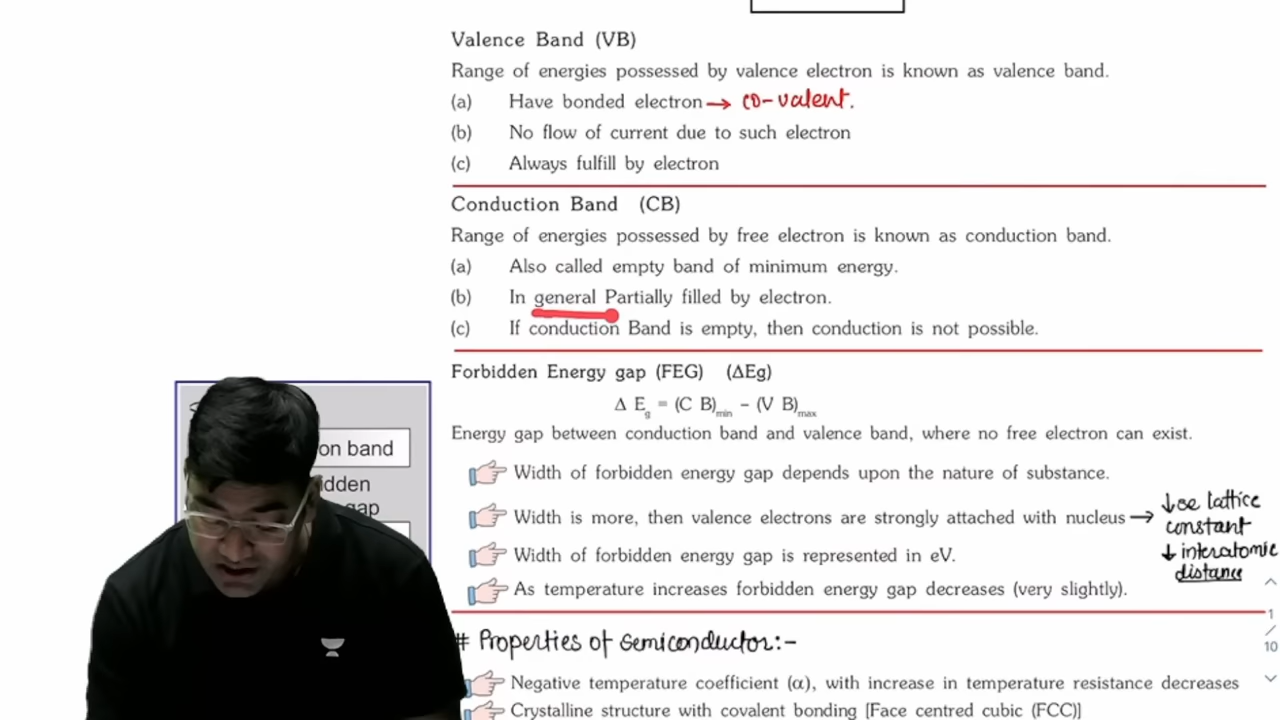 Valence Band (VB)
Range of energies possessed by valence electron is known as valence band.
(a) Have bonded electron → co-valent.
(b) No flow of current due to such electron
(c) Always fulfill by electron
Conduction Band (CB)
Range of energies possessed by free electron is known as conduction band.
(a) Also called empty band of minimum energy.
(b) In general Partially filled by electron.
(c) If conduction Band is empty, then conduction is not possible.
Forbidden Energy gap (FEG) (ΔEg)
Δ E_g = (C B)_min – (V B)_max
Energy gap between conduction band and valence band, where no free electron can exist.
Width of forbidden energy gap depends upon the nature of substance.
Width is more, then valence electrons are strongly attached with nucleus → ↓se lattice
constant
↓ interatomic
distance
Width of forbidden energy gap is represented in eV.
As temperature increases forbidden energy gap decreases (very slightly).
on band
idden
gap
# Properties of semiconductor:-
Negative temperature coefficient (α), with increase in temperature resistance decreases
Crystalline structure with covalent bonding [Face centred cubic (FCC)]
1
/
10